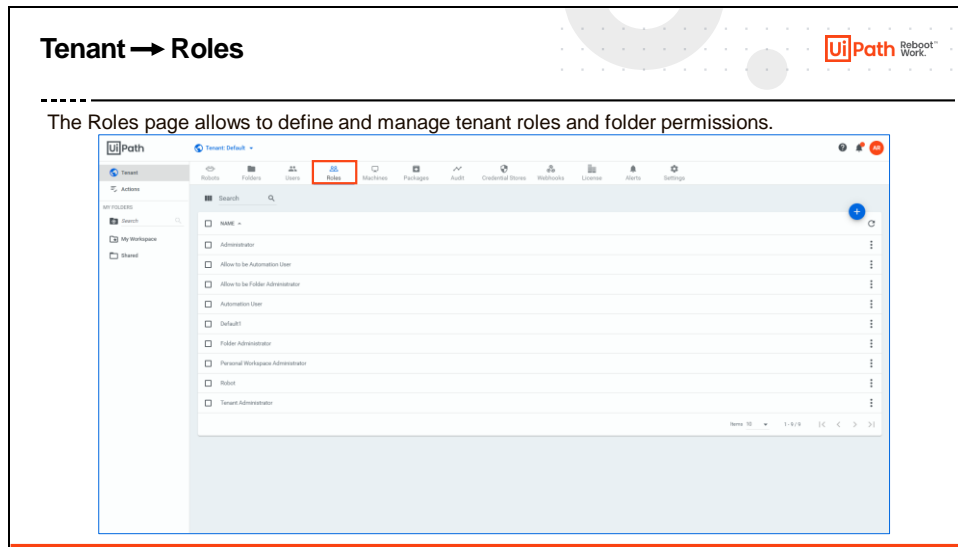 Tenant → Roles
UiPath Reboot™ Work.
The Roles page allows to define and manage tenant roles and folder permissions.
UiPath Tenant: Default AR
Tenant
Robots Folders Users Roles Machines Packages Audit Credential Stores Webhooks License Alerts Settings
Actions
MY FOLDERS
Search
Search
My Workspace
Shared
NAME
Administrator
Allow to be Automation User
Allow to be Folder Administrator
Automation User
Default1
Folder Administrator
Personal Workspace Administrator
Robot
Tenant Administrator
Items 10 1 - 9 / 9